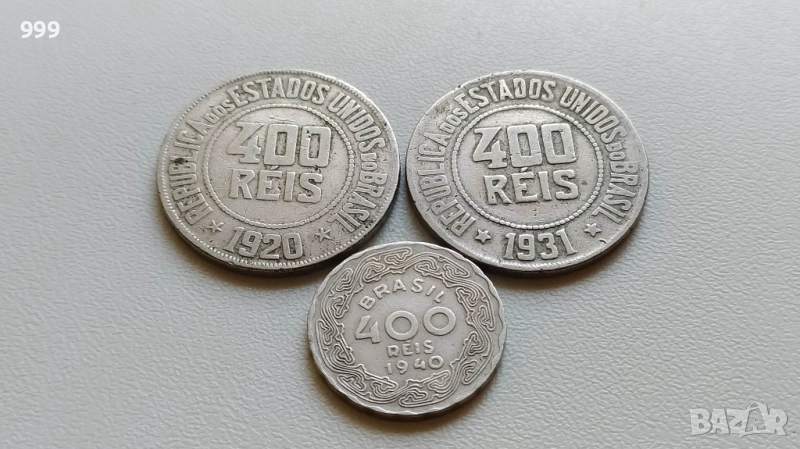 999
REPUBLICA DOS ESTADOS UNIDOS DO BRASIL
400
RÉIS
1920
REPUBLICA DOS ESTADOS UNIDOS DO BRASIL
400
RÉIS
1931
BRASIL
400
REIS
1940
BAZAR